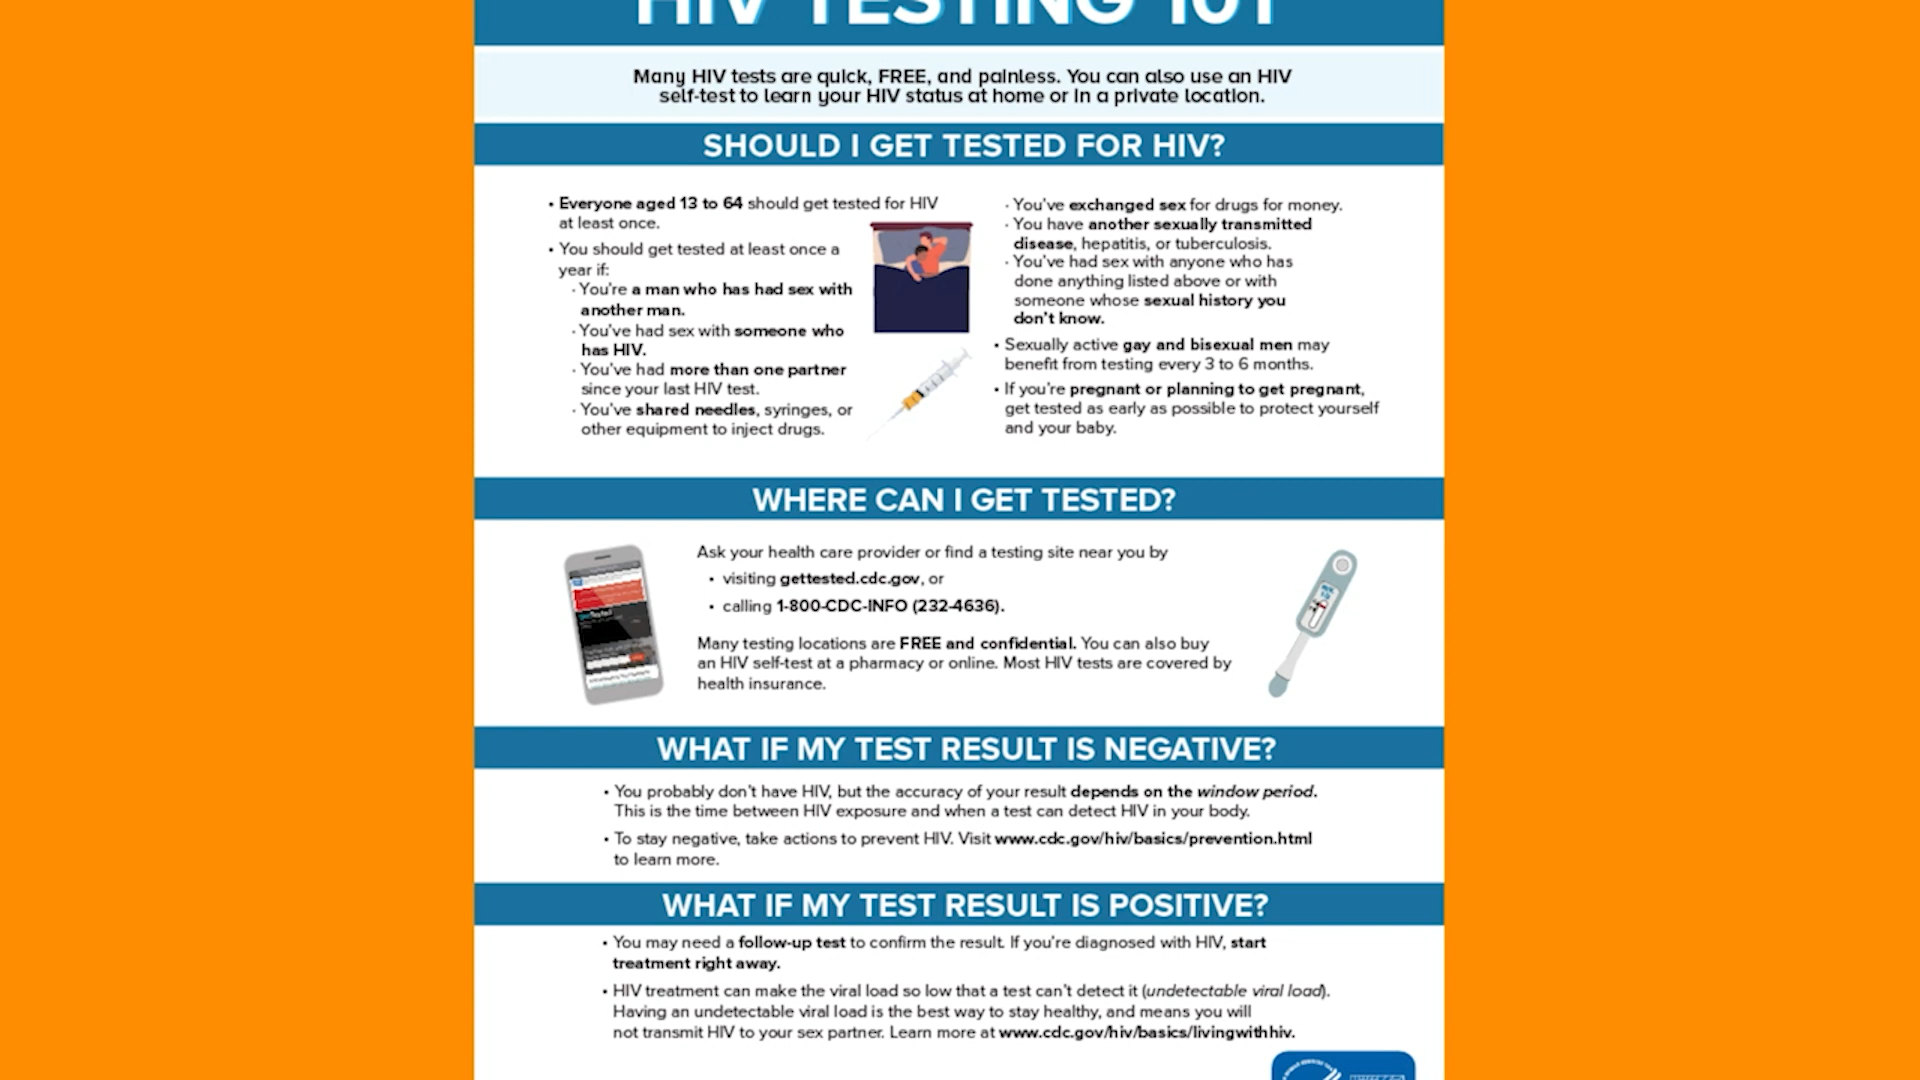 HIV TESTING 101
Many HIV tests are quick, FREE, and painless. You can also use an HIV
self-test to learn your HIV status at home or in a private location.
SHOULD I GET TESTED FOR HIV?
• Everyone aged 13 to 64 should get tested for HIV
at least once.
• You should get tested at least once a
year if:
· You're a man who has had sex with
another man.
· You've had sex with someone who
has HIV.
· You've had more than one partner
since your last HIV test.
· You've shared needles, syringes, or
other equipment to inject drugs.
· You've exchanged sex for drugs for money.
· You have another sexually transmitted
disease, hepatitis, or tuberculosis.
· You've had sex with anyone who has
done anything listed above or with
someone whose sexual history you
don't know.
• Sexually active gay and bisexual men may
benefit from testing every 3 to 6 months.
• If you're pregnant or planning to get pregnant,
get tested as early as possible to protect yourself
and your baby.
WHERE CAN I GET TESTED?
Ask your health care provider or find a testing site near you by
• visiting gettested.cdc.gov, or
• calling 1-800-CDC-INFO (232-4636).
Many testing locations are FREE and confidential. You can also buy
an HIV self-test at a pharmacy or online. Most HIV tests are covered by
health insurance.
WHAT IF MY TEST RESULT IS NEGATIVE?
• You probably don't have HIV, but the accuracy of your result depends on the window period.
This is the time between HIV exposure and when a test can detect HIV in your body.
• To stay negative, take actions to prevent HIV. Visit www.cdc.gov/hiv/basics/prevention.html
to learn more.
WHAT IF MY TEST RESULT IS POSITIVE?
• You may need a follow-up test to confirm the result. If you're diagnosed with HIV, start
treatment right away.
• HIV treatment can make the viral load so low that a test can't detect it (undetectable viral load).
Having an undetectable viral load is the best way to stay healthy, and means you will
not transmit HIV to your sex partner. Learn more at www.cdc.gov/hiv/basics/livingwithhiv.